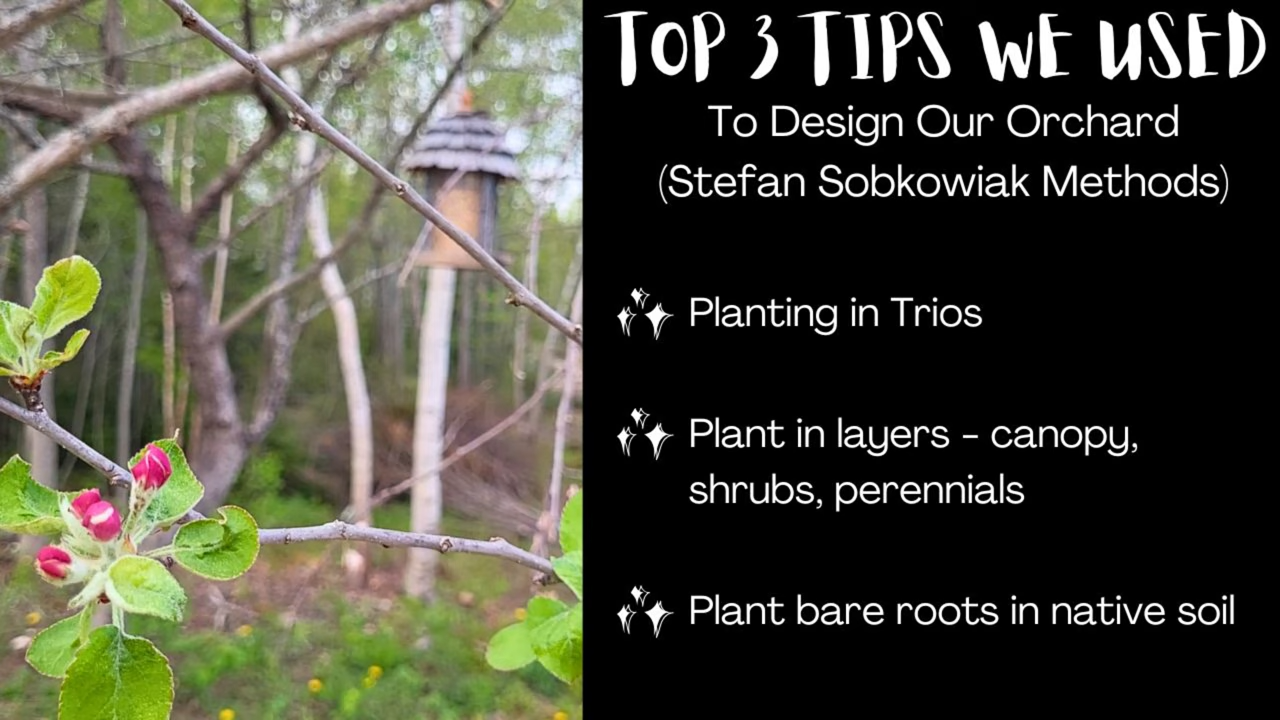 TOP 3 TIPS WE USED
To Design Our Orchard
(Stefan Sobkowiak Methods)
Planting in Trios
Plant in layers - canopy,
shrubs, perennials
Plant bare roots in native soil